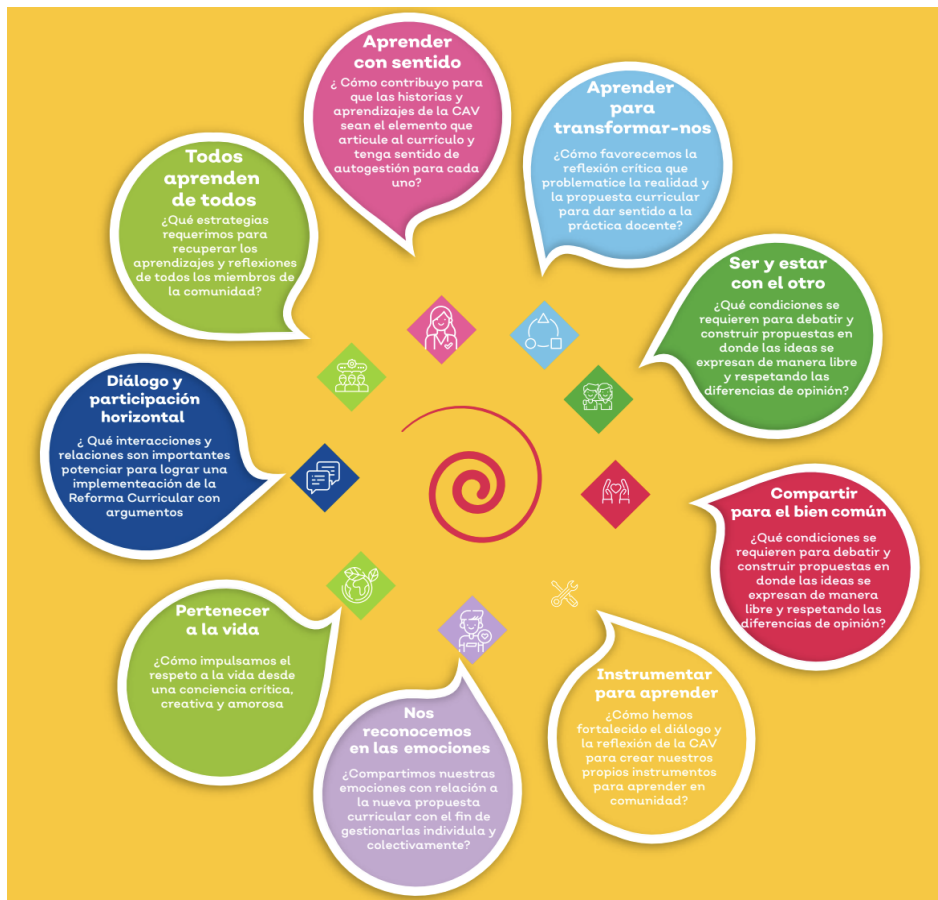 Aprender
con sentido
¿ Cómo contribuyo para
que las historias y
aprendizajes de la CAV
sean el elemento que
articule al currículo y
tenga sentido de
autogestión para cada
uno?
Aprender
para
transformar-nos
¿Cómo favorecemos la
reflexión crítica que
problematice la realidad y
la propuesta curricular
para dar sentido a la
práctica docente?
Ser y estar
con el otro
¿Qué condiciones se
requieren para debatir y
construir propuestas en
donde las ideas se
expresan de manera libre
y respetando las
diferencias de opinión?
Compartir
para el bien común
¿Qué condiciones se
requieren para debatir y
construir propuestas en
donde las ideas se
expresan de manera
libre y respetando las
diferencias de opinión?
Instrumentar
para aprender
¿Cómo hemos
fortalecido el diálogo y
la reflexión de la CAV
para crear nuestros
propios instrumentos
para aprender en
comunidad?
Nos
reconocemos
en las emociones
¿Compartimos nuestras
emociones con relación a
la nueva propuesta
curricular con el fin de
gestionarlas individula y
colectivamente?
Pertenecer
a la vida
¿Cómo impulsamos el
respeto a la vida desde
una conciencia crítica,
creativa y amorosa
Diálogo y
participación
horizontal
¿ Qué interacciones y
relaciones son importantes
potenciar para lograr una
implementeación de la
Reforma Curricular con
argumentos
Todos
aprenden
de todos
¿Qué estrategias
requerimos para
recuperar los
aprendizajes y reflexiones
de todos los miembros de
la comunidad?